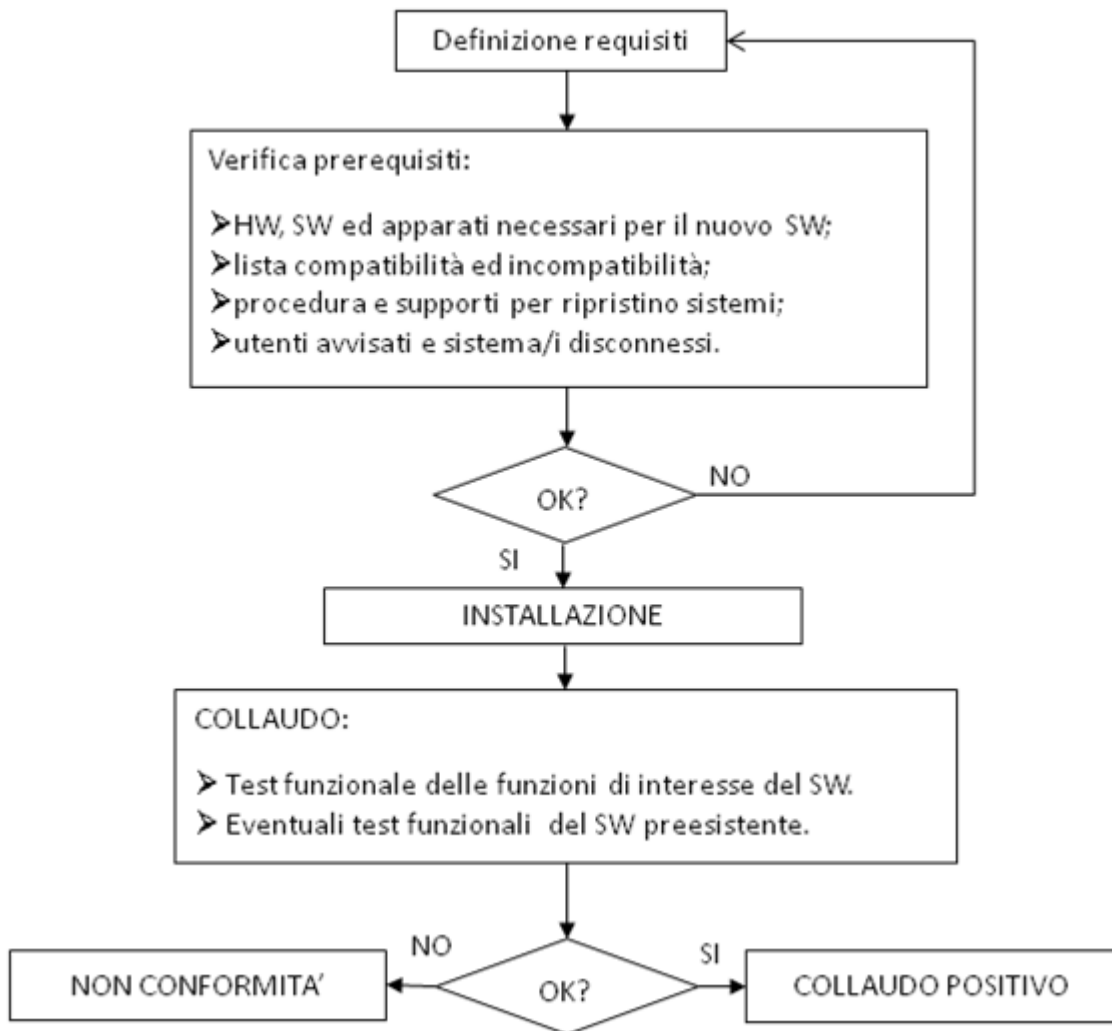 Definizione requisiti
Verifica prerequisiti:
➢HW, SW ed apparati necessari per il nuovo SW;
➢lista compatibilità ed incompatibilità;
➢procedura e supporti per ripristino sistemi;
➢utenti avvisati e sistema/i disconnessi.
OK?
NO
SI
INSTALLAZIONE
COLLAUDO:
➢ Test funzionale delle funzioni di interesse del SW.
➢ Eventuali test funzionali del SW preesistente.
NO
SI
NON CONFORMITA’
OK?
COLLAUDO POSITIVO